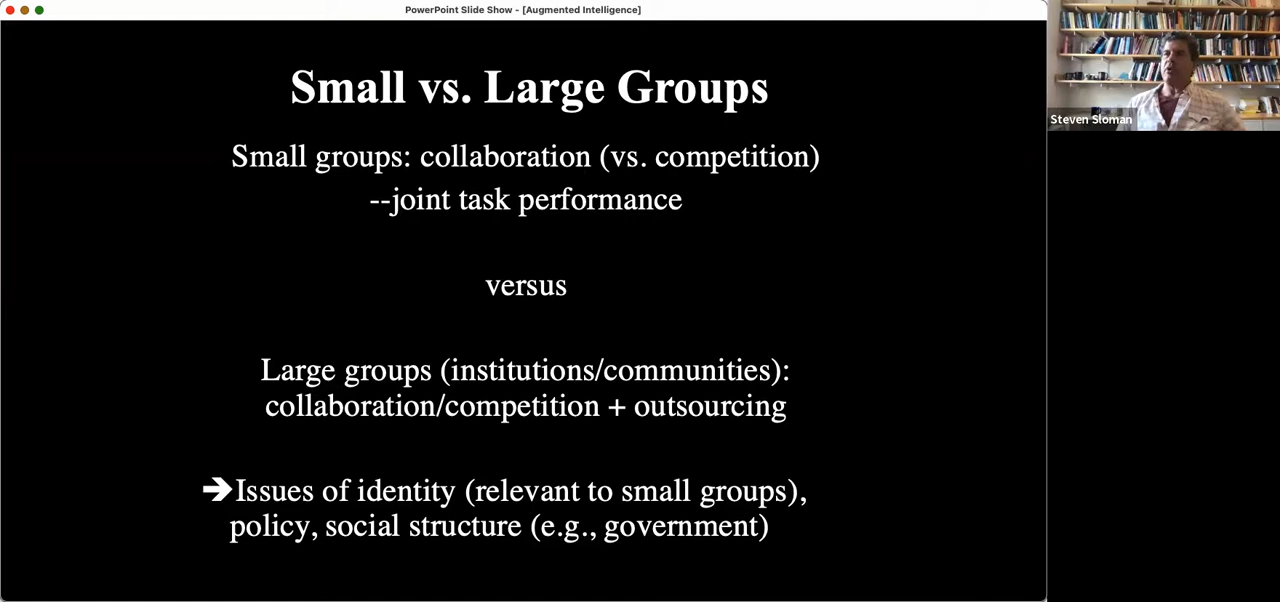 PowerPoint Slide Show - [Augmented Intelligence]
Small vs. Large Groups
Small groups: collaboration (vs. competition)
--joint task performance
versus
Large groups (institutions/communities):
collaboration/competition + outsourcing
➔Issues of identity (relevant to small groups),
policy, social structure (e.g., government)
Steven Sloman